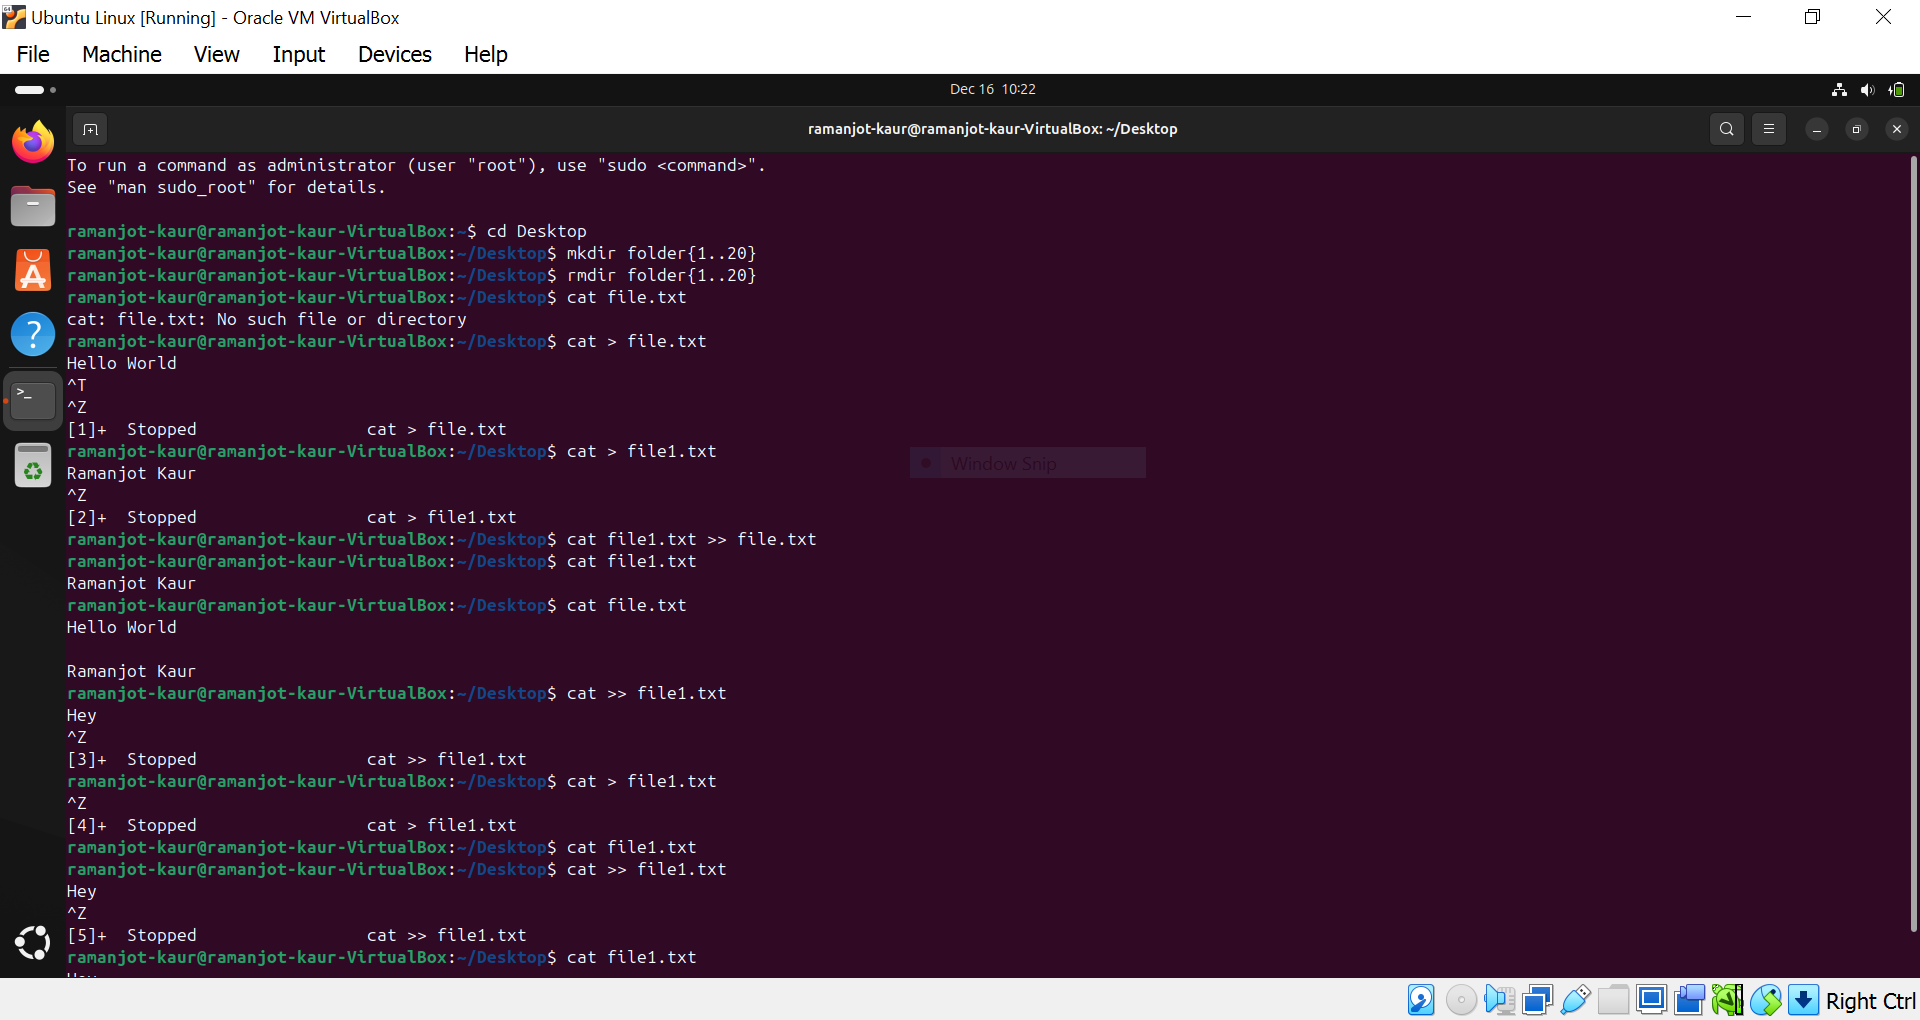 Ubuntu Linux [Running] - Oracle VM VirtualBox
File Machine View Input Devices Help
Dec 16 10:22
ramanjot-kaur@ramanjot-kaur-VirtualBox: ~/Desktop
To run a command as administrator (user "root"), use "sudo <command>".
See "man sudo_root" for details.
ramanjot-kaur@ramanjot-kaur-VirtualBox:~$ cd Desktop
ramanjot-kaur@ramanjot-kaur-VirtualBox:~/Desktop$ mkdir folder{1..20}
ramanjot-kaur@ramanjot-kaur-VirtualBox:~/Desktop$ rmdir folder{1..20}
ramanjot-kaur@ramanjot-kaur-VirtualBox:~/Desktop$ cat file.txt
cat: file.txt: No such file or directory
ramanjot-kaur@ramanjot-kaur-VirtualBox:~/Desktop$ cat > file.txt
Hello World
^T
^Z
[1]+  Stopped                 cat > file.txt
ramanjot-kaur@ramanjot-kaur-VirtualBox:~/Desktop$ cat > file1.txt
Ramanjot Kaur
^Z
[2]+  Stopped                 cat > file1.txt
ramanjot-kaur@ramanjot-kaur-VirtualBox:~/Desktop$ cat file1.txt >> file.txt
ramanjot-kaur@ramanjot-kaur-VirtualBox:~/Desktop$ cat file1.txt
Ramanjot Kaur
ramanjot-kaur@ramanjot-kaur-VirtualBox:~/Desktop$ cat file.txt
Hello World
Ramanjot Kaur
ramanjot-kaur@ramanjot-kaur-VirtualBox:~/Desktop$ cat >> file1.txt
Hey
^Z
[3]+  Stopped                 cat >> file1.txt
ramanjot-kaur@ramanjot-kaur-VirtualBox:~/Desktop$ cat > file1.txt
^Z
[4]+  Stopped                 cat > file1.txt
ramanjot-kaur@ramanjot-kaur-VirtualBox:~/Desktop$ cat file1.txt
ramanjot-kaur@ramanjot-kaur-VirtualBox:~/Desktop$ cat >> file1.txt
Hey
^Z
[5]+  Stopped                 cat >> file1.txt
ramanjot-kaur@ramanjot-kaur-VirtualBox:~/Desktop$ cat file1.txt
Window Snip
Right Ctrl